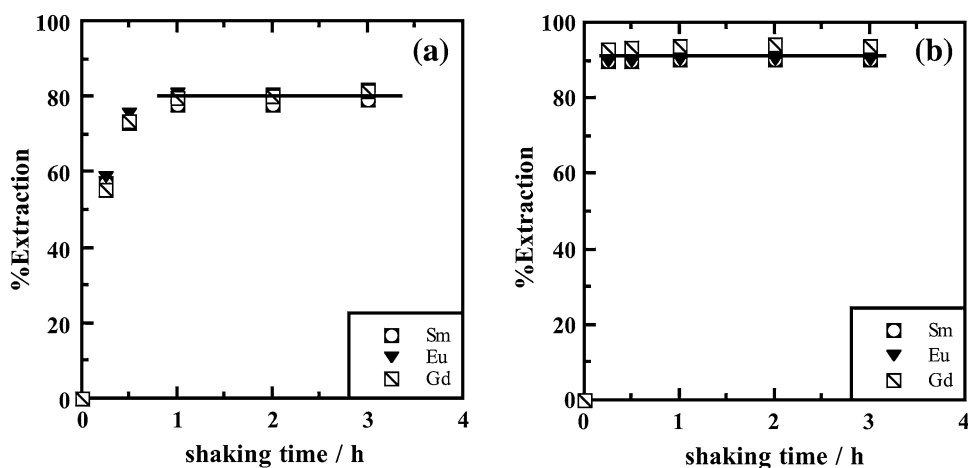 100
80
60
40
20
0
%Extraction
(a)
Sm
Eu
Gd
0 1 2 3 4
shaking time / h
100
80
60
40
20
0
%Extraction
(b)
Sm
Eu
Gd
0 1 2 3 4
shaking time / h